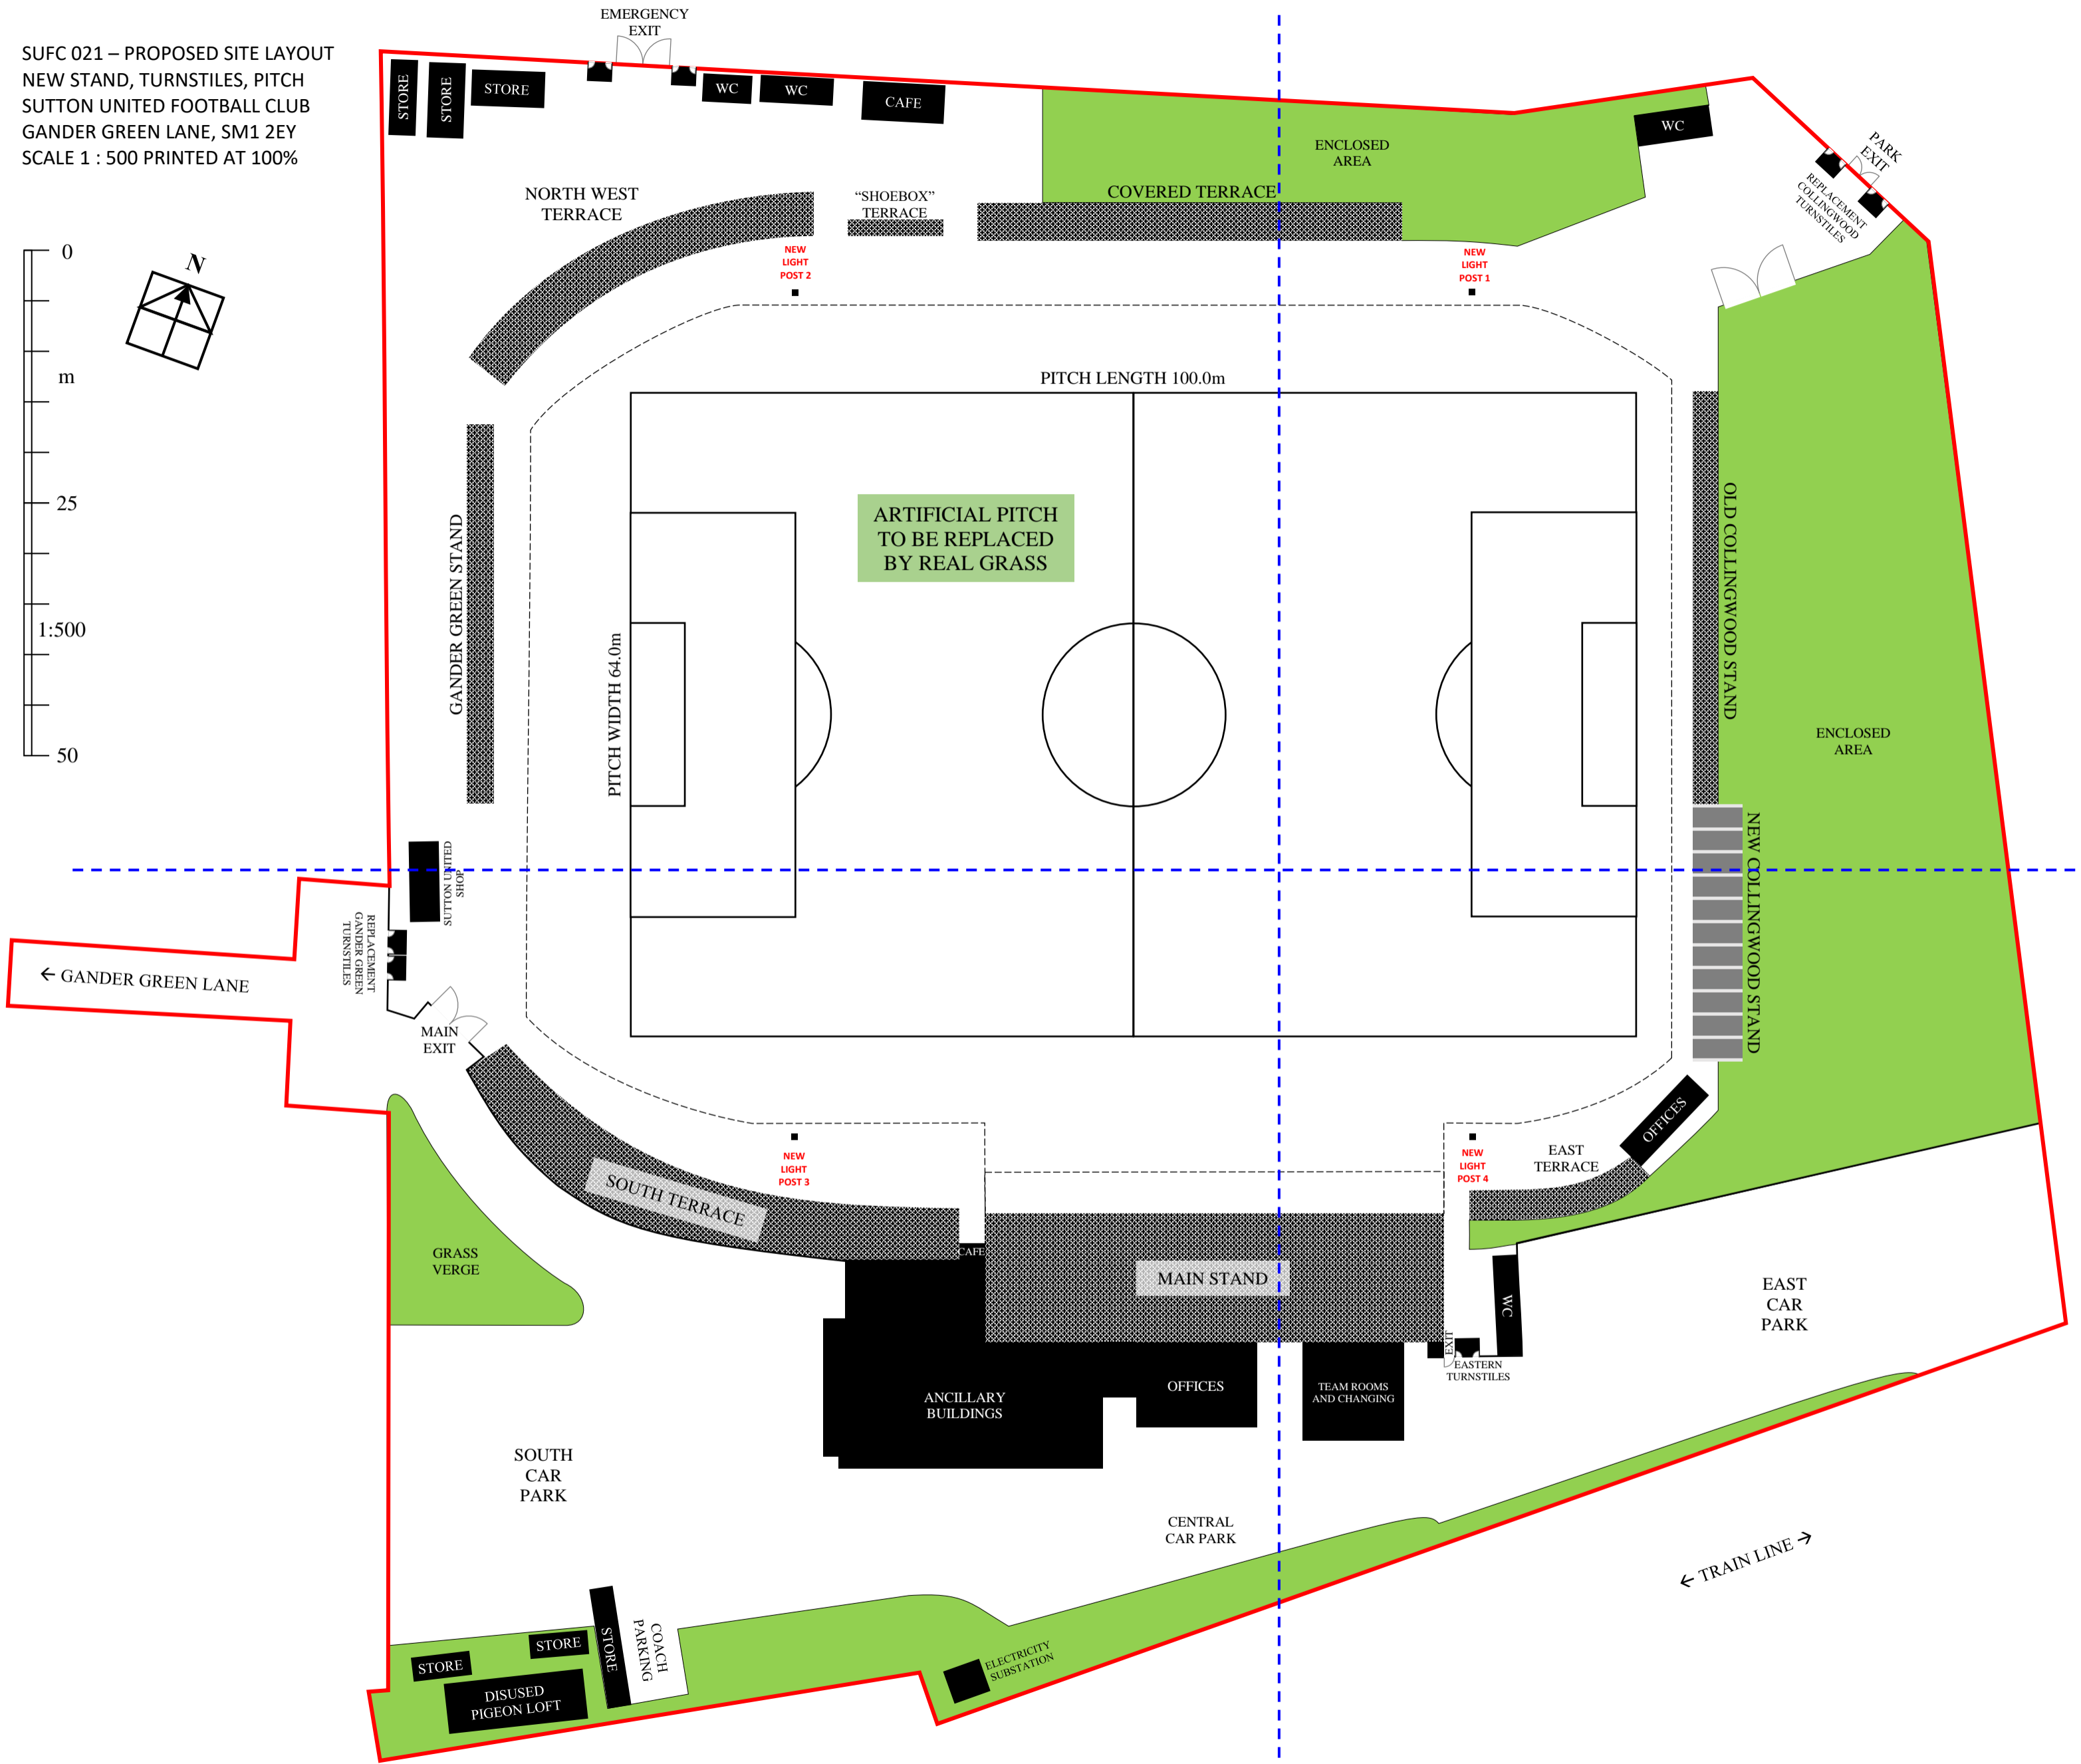 SUFC 021 – PROPOSED SITE LAYOUT
NEW STAND, TURNSTILES, PITCH
SUTTON UNITED FOOTBALL CLUB
GANDER GREEN LANE, SM1 2EY
SCALE 1 : 500 PRINTED AT 100%
EMERGENCY
EXIT
STORE
STORE
STORE
WC
WC
CAFE
ENCLOSED
AREA
WC
PARK
EXIT
REPLACEMENT
COLLINGWOOD
TURNSTILES
NORTH WEST
TERRACE
“SHOEBOX”
TERRACE
COVERED TERRACE
0
m
25
1:500
50
N
NEW
LIGHT
POST 2
NEW
LIGHT
POST 1
PITCH LENGTH 100.0m
ARTIFICIAL PITCH
TO BE REPLACED
BY REAL GRASS
GANDER GREEN STAND
PITCH WIDTH 64.0m
OLD COLLINGWOOD STAND
ENCLOSED
AREA
NEW COLLINGWOOD STAND
SUTTON UNITED
SHOP
REPLACEMENT
GANDER GREEN
TURNSTILES
← GANDER GREEN LANE
MAIN
EXIT
NEW
LIGHT
POST 3
NEW
LIGHT
POST 4
EAST
TERRACE
OFFICES
SOUTH TERRACE
CAFE
MAIN STAND
GRASS
VERGE
WC
EXIT
EASTERN
TURNSTILES
EAST
CAR
PARK
ANCILLARY
BUILDINGS
OFFICES
TEAM ROOMS
AND CHANGING
SOUTH
CAR
PARK
CENTRAL
CAR PARK
← TRAIN LINE →
STORE
STORE
STORE
COACH
PARKING
DISUSED
PIGEON LOFT
ELECTRICITY
SUBSTATION